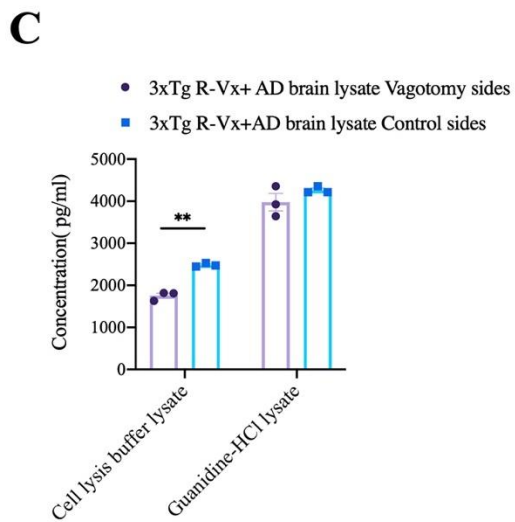 C
3xTg R-Vx+ AD brain lysate Vagotomy sides
3xTg R-Vx+AD brain lysate Control sides
Concentration( pg/ml)
5000
4000
3000
2000
1000
0
**
Cell lysis buffer lysate
Guanidine-HCl lysate